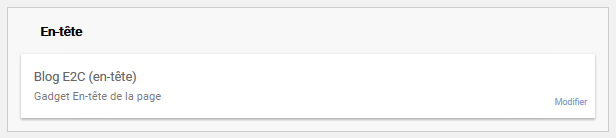 En-tête
Blog E2C (en-tête)
Gadget En-tête de la page
Modifier